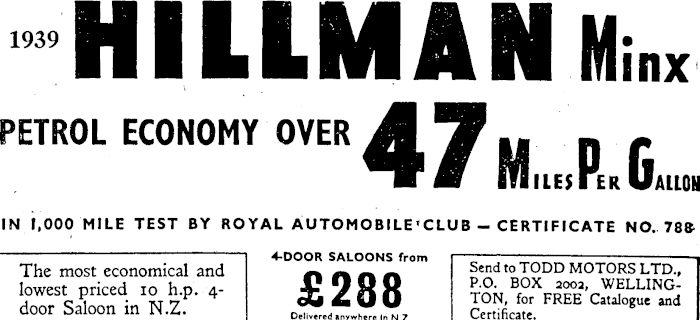 1939 HILLMAN Minx
PETROL ECONOMY OVER 47 MILES PER GALLON
IN 1,000 MILE TEST BY ROYAL AUTOMOBILE CLUB — CERTIFICATE NO. 788
The most economical and
lowest priced 10 h.p. 4-
door Saloon in N.Z.
4-DOOR SALOONS from
£288
Delivered anywhere in N.Z.
Send to TODD MOTORS LTD.,
P.O. BOX 2002, WELLING-
TON, for FREE Catalogue and
Certificate.